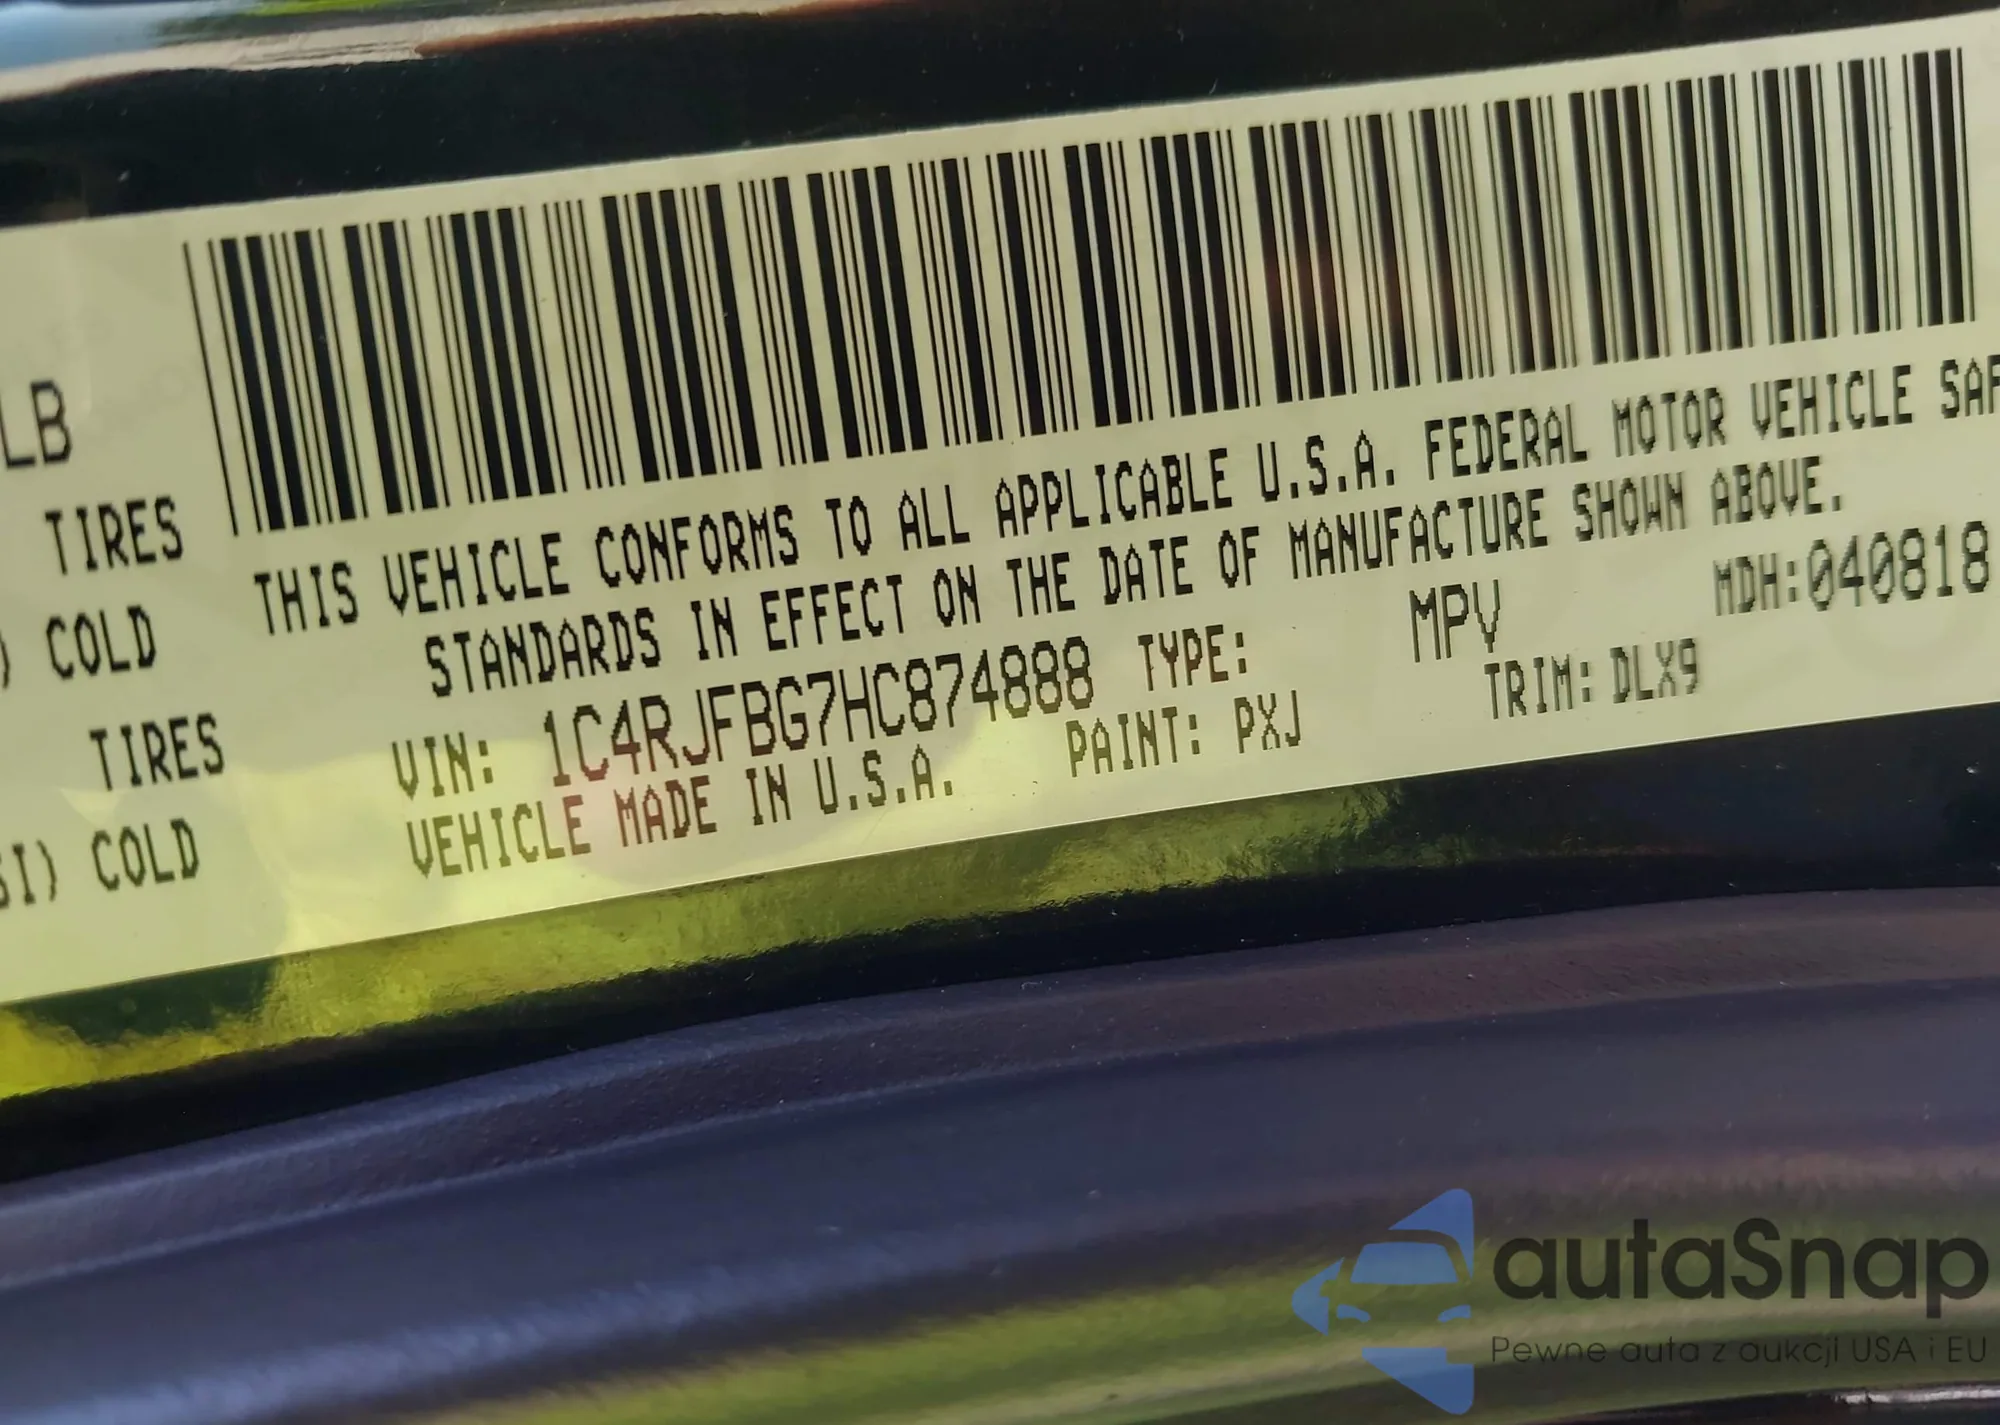 LB
TIRES
) COLD
TIRES
SI) COLD
THIS VEHICLE CONFORMS TO ALL APPLICABLE U.S.A. FEDERAL MOTOR VEHICLE SAF
STANDARDS IN EFFECT ON THE DATE OF MANUFACTURE SHOWN ABOVE.
VIN: 1C4RJFBG7HC874888 TYPE: MPV MDH:040818
VEHICLE MADE IN U.S.A. PAINT: PXJ TRIM: DLX9
autaSnap
Pewne auta z aukcji USA i EU